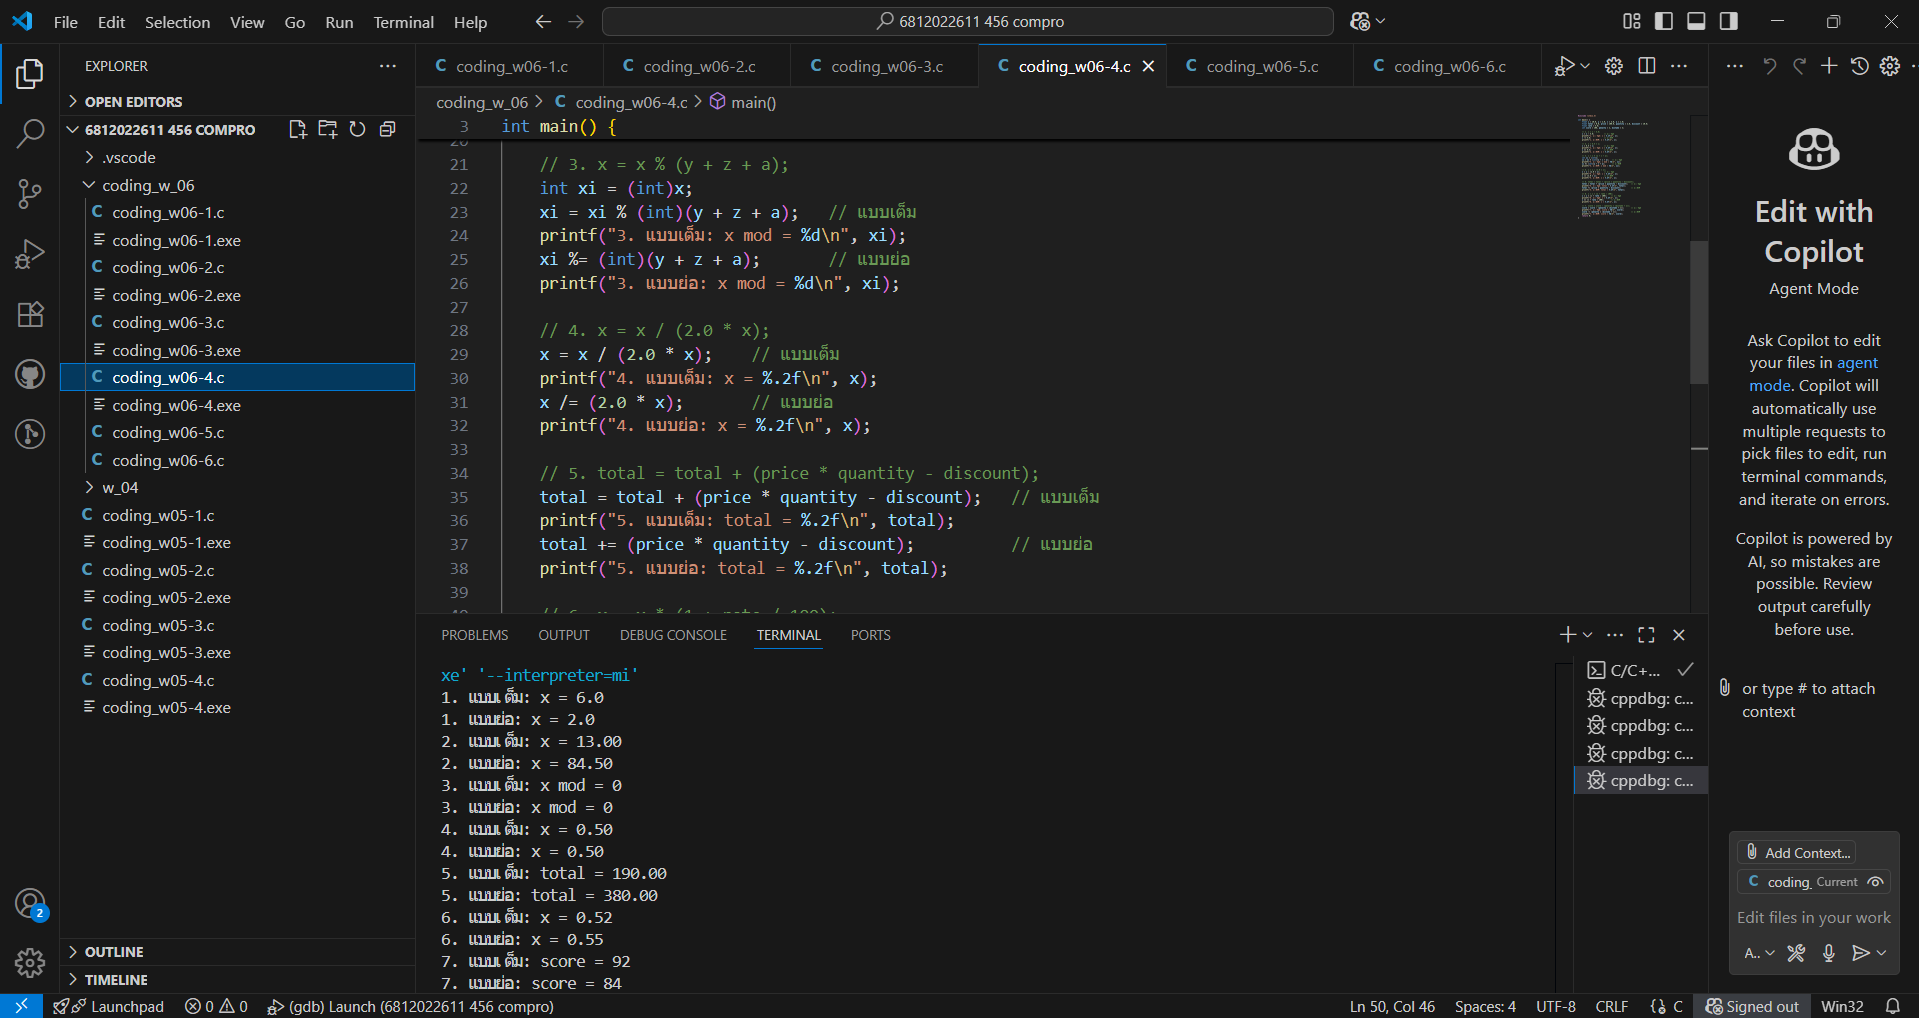 File Edit Selection View Go Run Terminal Help
6812022611 456 compro
EXPLORER
OPEN EDITORS
6812022611 456 COMPRO
.vscode
coding_w_06
coding_w06-1.c
coding_w06-1.exe
coding_w06-2.c
coding_w06-2.exe
coding_w06-3.c
coding_w06-3.exe
coding_w06-4.c
coding_w06-4.exe
coding_w06-5.c
coding_w06-6.c
w_04
coding_w05-1.c
coding_w05-1.exe
coding_w05-2.c
coding_w05-2.exe
coding_w05-3.c
coding_w05-3.exe
coding_w05-4.c
coding_w05-4.exe
OUTLINE
TIMELINE
2
coding_w06-1.c coding_w06-2.c coding_w06-3.c coding_w06-4.c coding_w06-5.c coding_w06-6.c
coding_w_06 > C coding_w06-4.c > main()
3 int main() {
20
21 // 3. x = x % (y + z + a);
22 int xi = (int)x;
23 xi = xi % (int)(y + z + a); // แบบเต็ม
24 printf("3. แบบเต็ม: x mod = %d\n", xi);
25 xi %= (int)(y + z + a); // แบบย่อ
26 printf("3. แบบย่อ: x mod = %d\n", xi);
27
28 // 4. x = x / (2.0 * x);
29 x = x / (2.0 * x); // แบบเต็ม
30 printf("4. แบบเต็ม: x = %.2f\n", x);
31 x /= (2.0 * x); // แบบย่อ
32 printf("4. แบบย่อ: x = %.2f\n", x);
33
34 // 5. total = total + (price * quantity - discount);
35 total = total + (price * quantity - discount); // แบบเต็ม
36 printf("5. แบบเต็ม: total = %.2f\n", total);
37 total += (price * quantity - discount); // แบบย่อ
38 printf("5. แบบย่อ: total = %.2f\n", total);
39
PROBLEMS OUTPUT DEBUG CONSOLE TERMINAL PORTS
xe' '--interpreter=mi'
1. แบบเต็ม: x = 6.0
1. แบบย่อ: x = 2.0
2. แบบเต็ม: x = 13.00
2. แบบย่อ: x = 84.50
3. แบบเต็ม: x mod = 0
3. แบบย่อ: x mod = 0
4. แบบเต็ม: x = 0.50
4. แบบย่อ: x = 0.50
5. แบบเต็ม: total = 190.00
5. แบบย่อ: total = 380.00
6. แบบเต็ม: x = 0.52
6. แบบย่อ: x = 0.55
7. แบบเต็ม: score = 92
7. แบบย่อ: score = 84
C/C+...
cppdbg: c...
cppdbg: c...
cppdbg: c...
cppdbg: c...
Edit with
Copilot
Agent Mode
Ask Copilot to edit
your files in agent
mode. Copilot will
automatically use
multiple requests to
pick files to edit, run
terminal commands,
and iterate on errors.
Copilot is powered by
AI, so mistakes are
possible. Review
output carefully
before use.
or type # to attach
context
Add Context...
C coding_ Current
Edit files in your work
A..
Launchpad 0 0 (gdb) Launch (6812022611 456 compro)
Ln 50, Col 46 Spaces: 4 UTF-8 CRLF {} C Signed out Win32